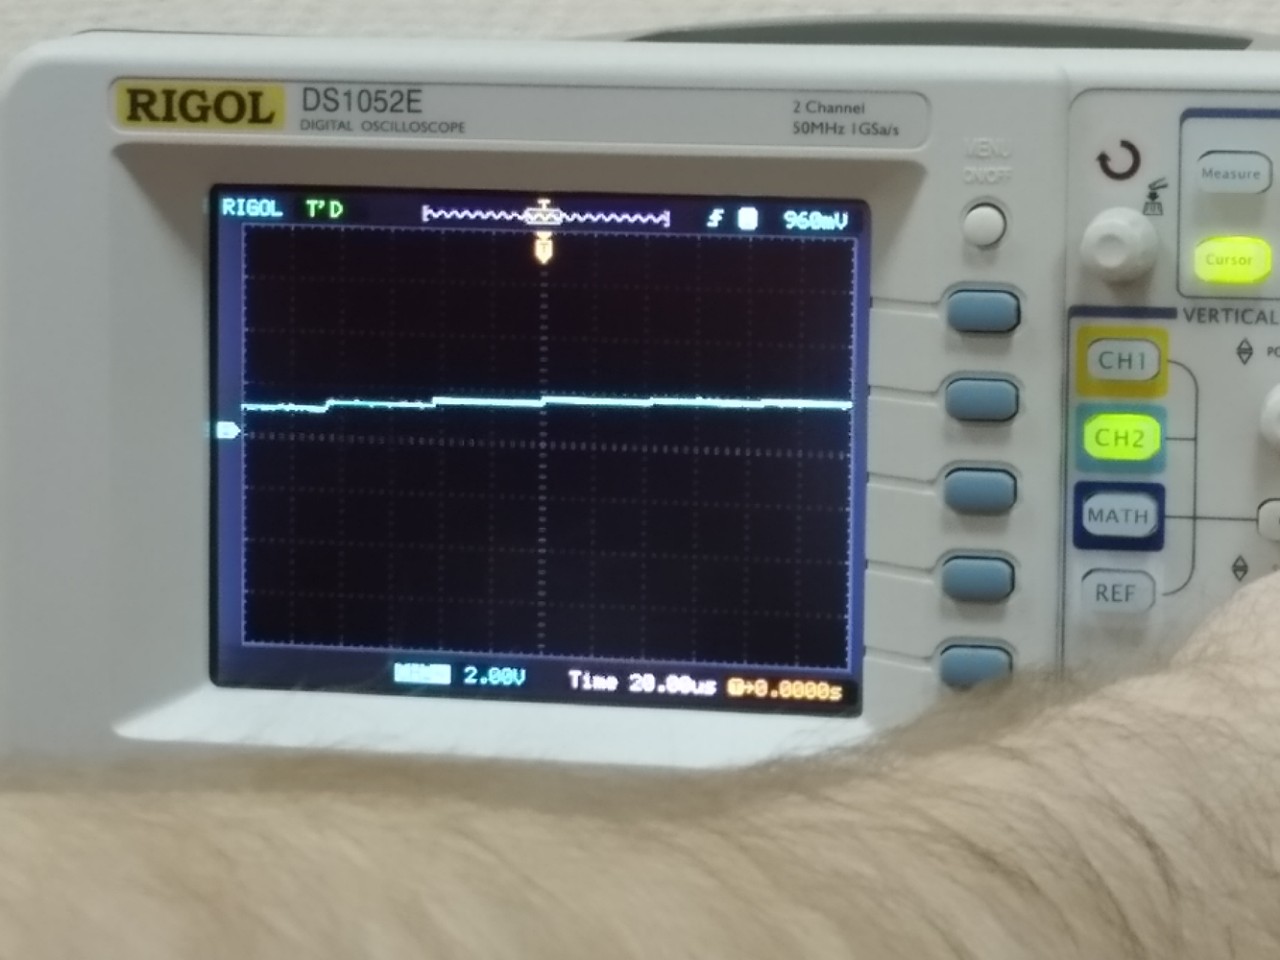 RIGOL DS1052E
DIGITAL OSCILLOSCOPE
2 Channel
50MHz 1GSa/s
MENU
ON/OFF
Measure
Cursor
RIGOL T'D
T
960mV
T
VERTICAL
CH1
CH2
MATH
REF
2.00V Time 20.00us T→0.0000s